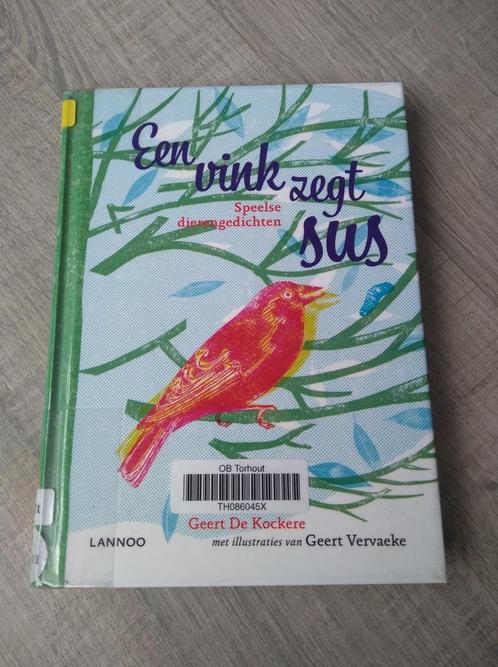 Een
vink zegt
sus
Speelse
dierengedichten
OB Torhout
TH086045X
Geert De Kockere
LANNOO met illustraties van Geert Vervaeke